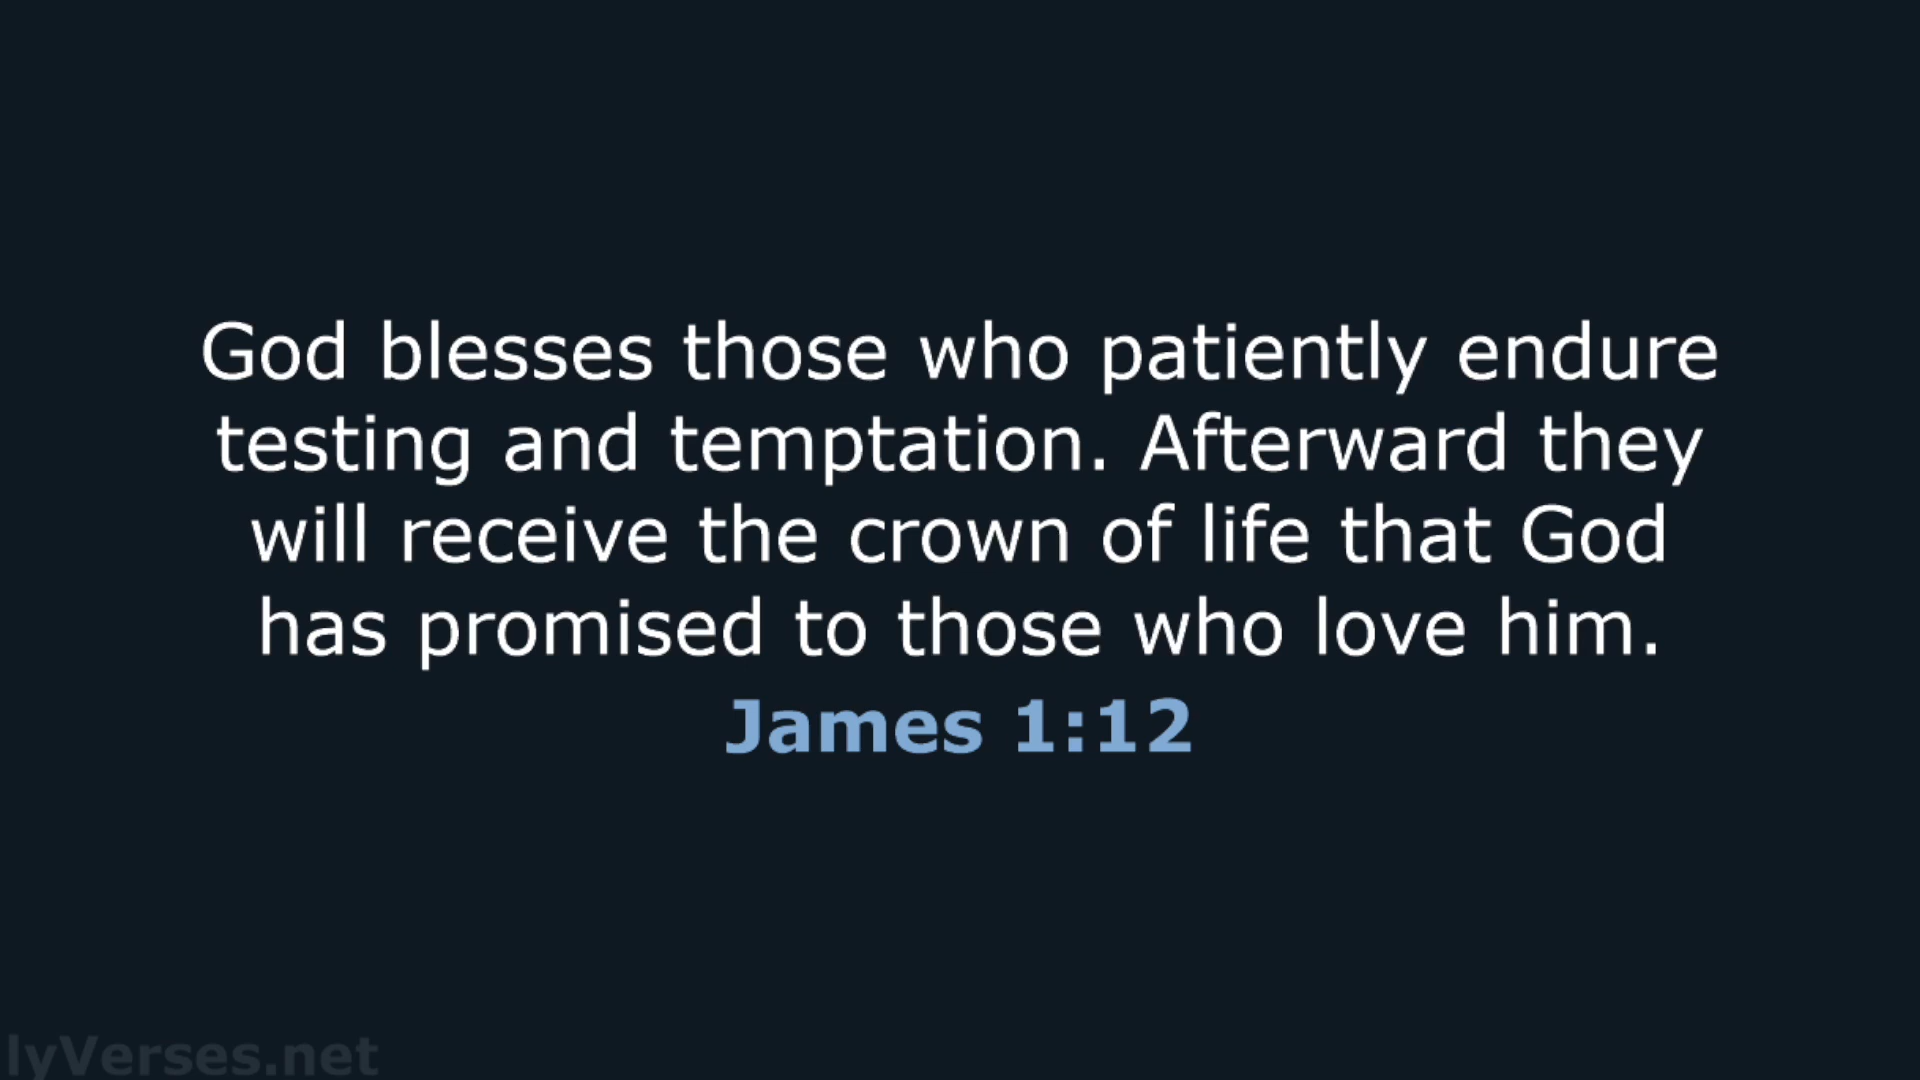 God blesses those who patiently endure
testing and temptation. Afterward they
will receive the crown of life that God
has promised to those who love him.
James 1:12
lyVerses.net